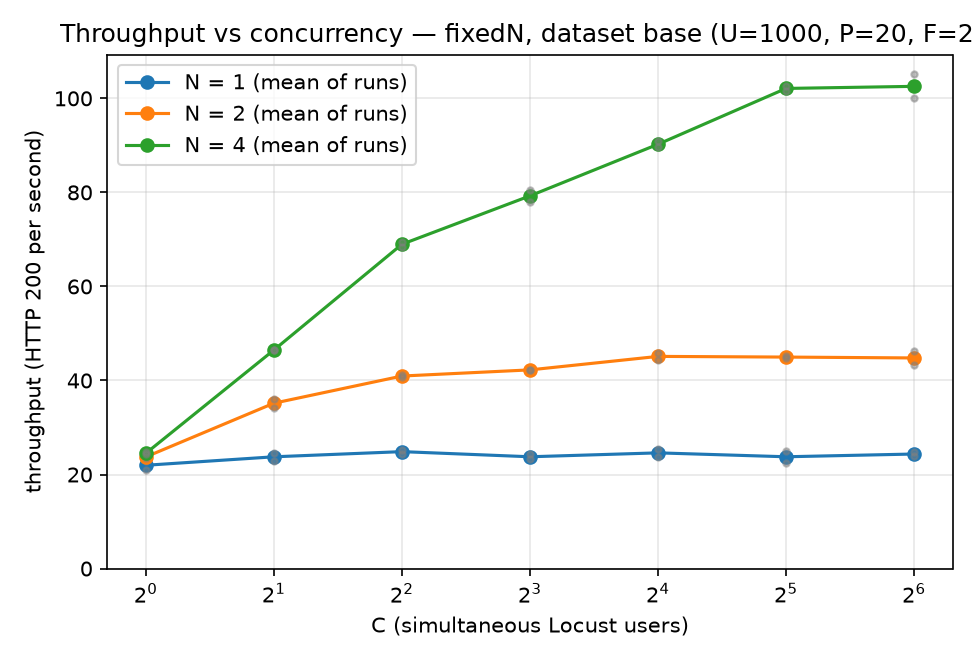 Throughput vs concurrency — fixedN, dataset base (U=1000, P=20, F=2
N = 1 (mean of runs)
N = 2 (mean of runs)
N = 4 (mean of runs)
throughput (HTTP 200 per second)
100
80
60
40
20
0
2⁰ 2¹ 2² 2³ 2⁴ 2⁵ 2⁶
C (simultaneous Locust users)